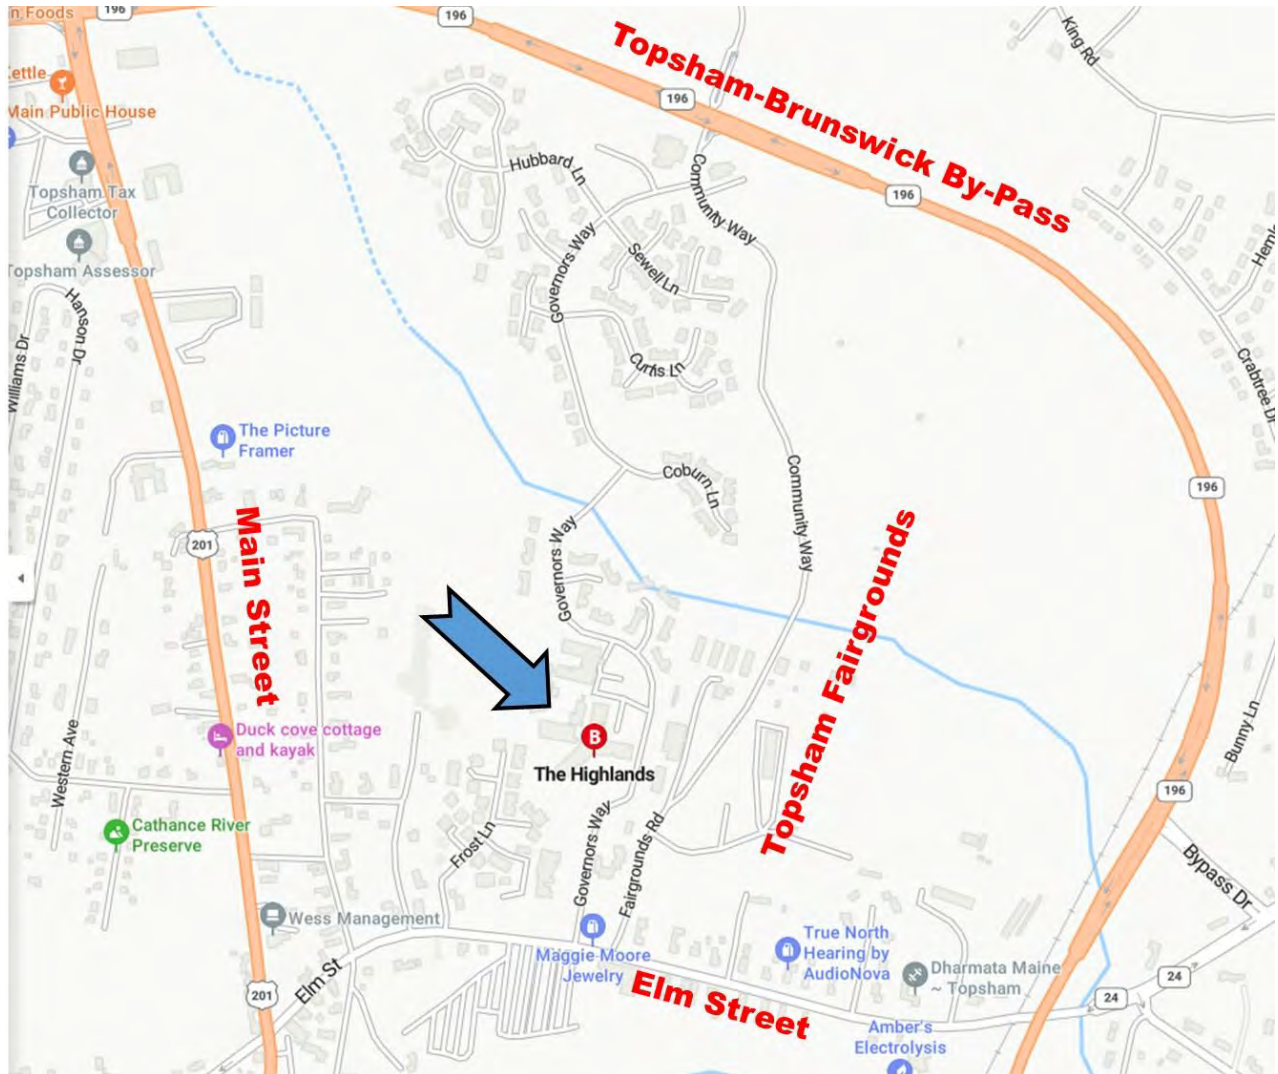 n Foods
196
196
King Rd
Topsham-Brunswick By-Pass
Kettle
Main Public House
196
Hubbard Ln
Community Way
196
Topsham Tax
Collector
Governors Way
Sewell Ln
Topsham Assessor
Hanson Dr
Williams Dr
Curtis Ln
Crabtree Dr
The Picture
Framer
Coburn Ln
Community Way
196
Main Street
201
Governors Way
Topsham Fairgrounds
Western Ave
Duck cove cottage
and kayak
B
The Highlands
Bunny Ln
196
Cathance River
Preserve
Frost Ln
Governors Way
Fairgrounds Rd
Bypass Dr
Wess Management
Maggie Moore
Jewelry
True North
Hearing by
AudioNova
Dharmata Maine
~ Topsham
24
24
201
Elm St
Elm Street
Amber's
Electrolysis